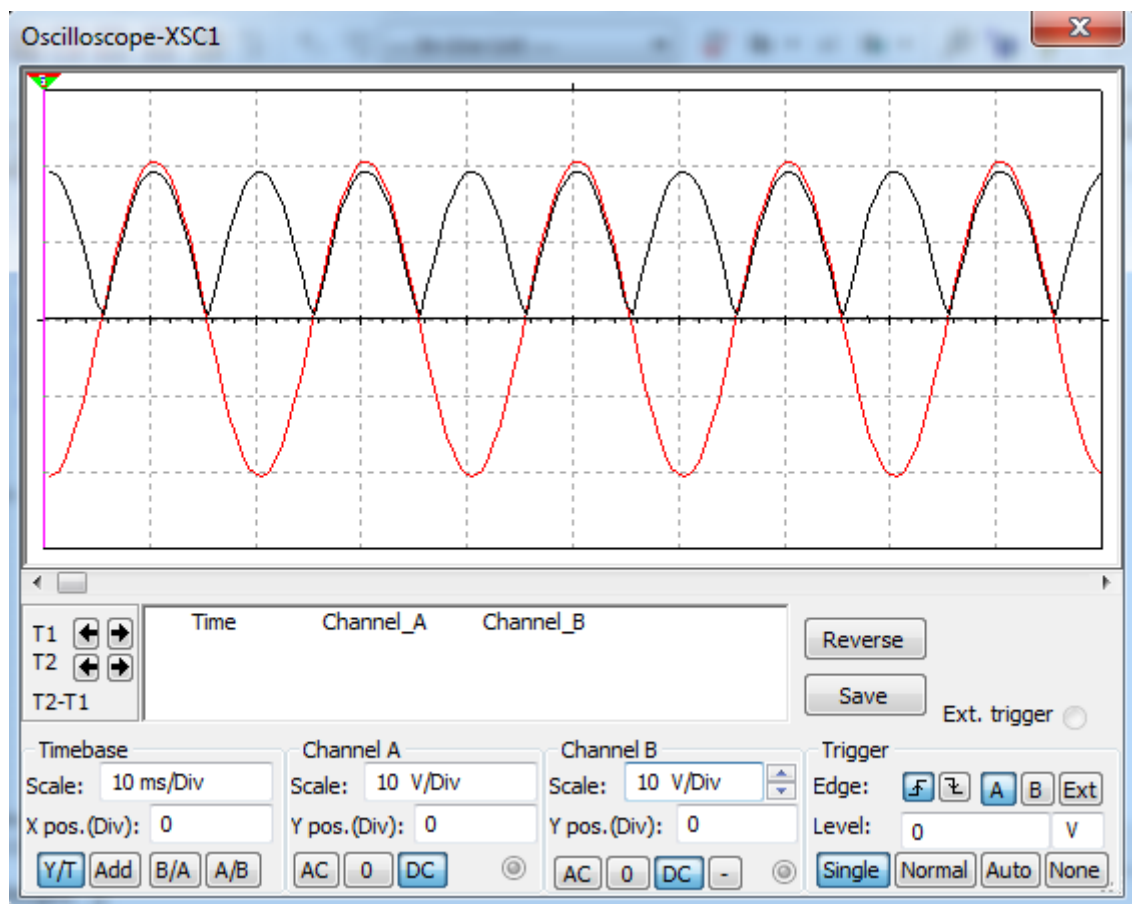 Oscilloscope-XSC1
Time Channel_A Channel_B
T1
T2
T2-T1
Reverse
Save
Ext. trigger
Timebase
Scale: 10 ms/Div
X pos.(Div): 0
Y/T Add B/A A/B
Channel A
Scale: 10 V/Div
Y pos.(Div): 0
AC 0 DC
Channel B
Scale: 10 V/Div
Y pos.(Div): 0
AC 0 DC -
Trigger
Edge: A B Ext
Level: 0 V
Single Normal Auto None